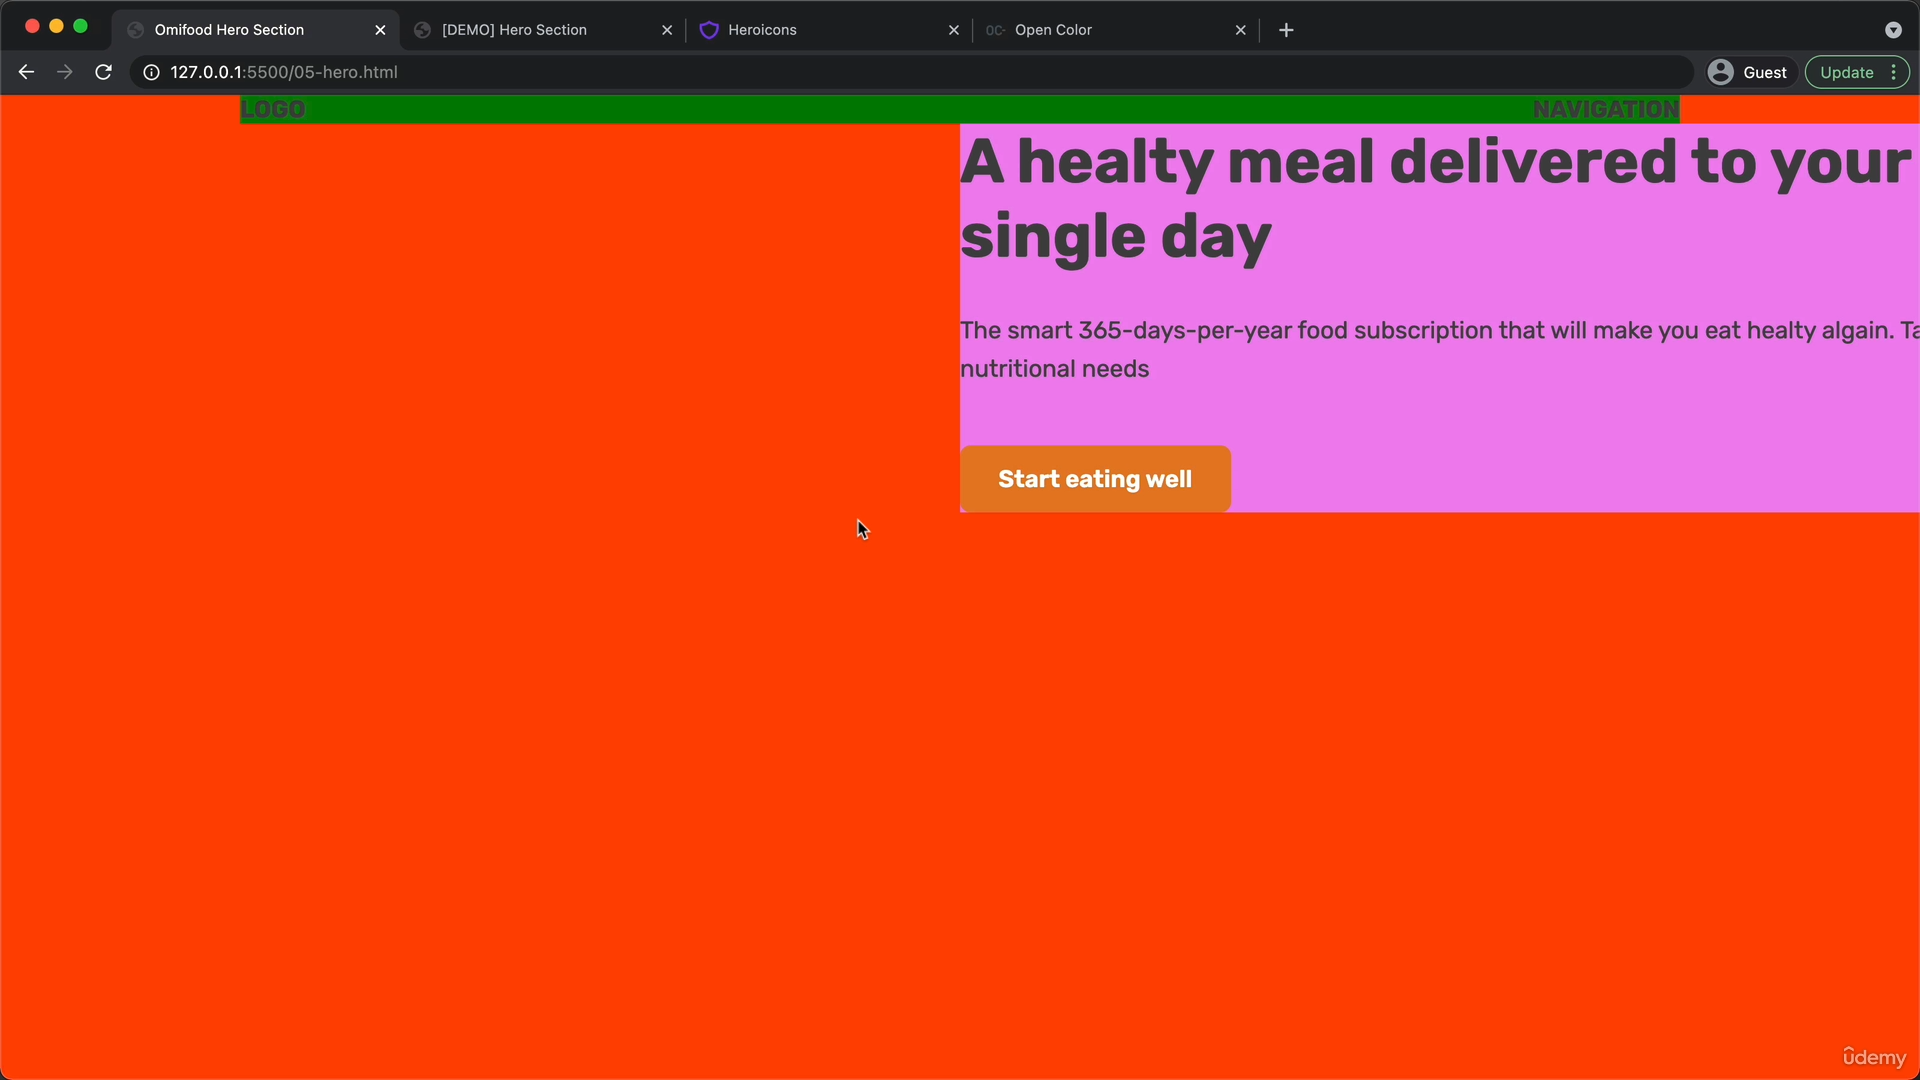 Omifood Hero Section
[DEMO] Hero Section
Heroicons
OC- Open Color
127.0.0.1:5500/05-hero.html
Guest
Update
LOGO
NAVIGATION
A healty meal delivered to your
single day
The smart 365-days-per-year food subscription that will make you eat healty algain. Ta
nutritional needs
Start eating well
ûdemy